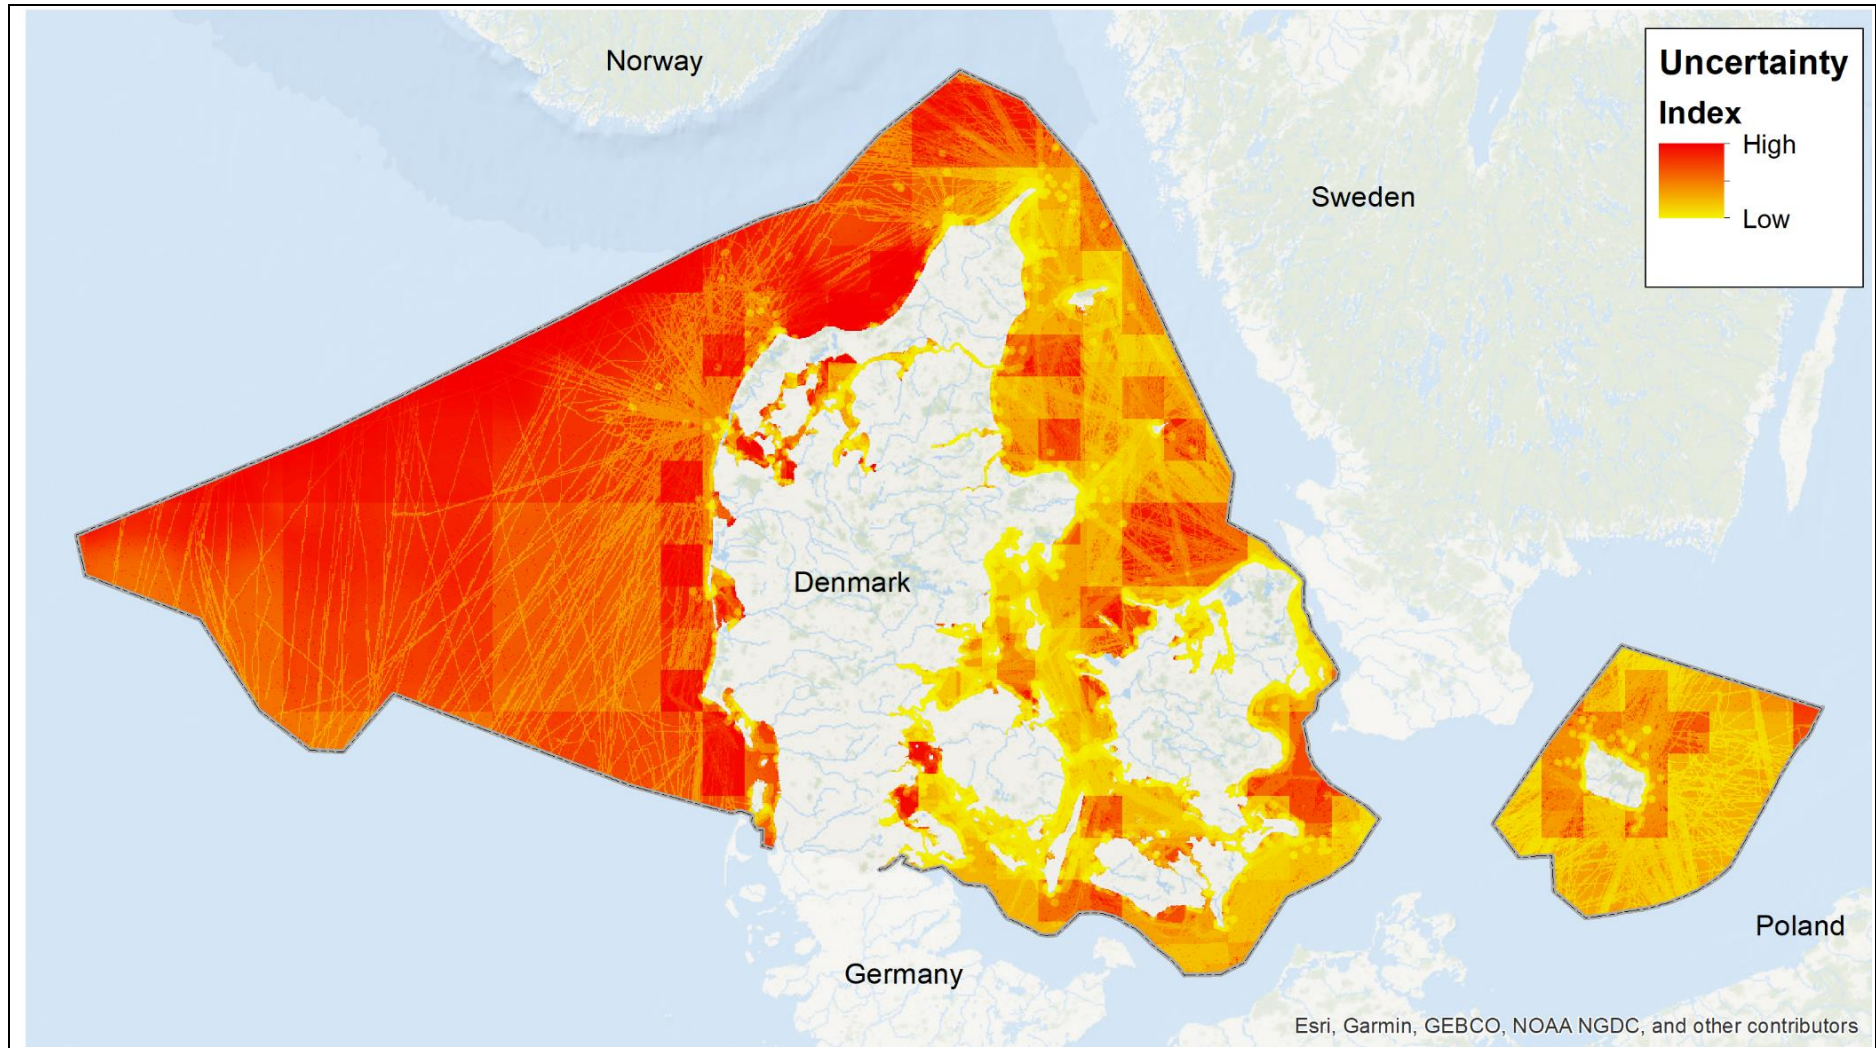 Norway
Uncertainty
Index
High
Low
Sweden
Denmark
Poland
Germany
Esri, Garmin, GEBCO, NOAA NGDC, and other contributors